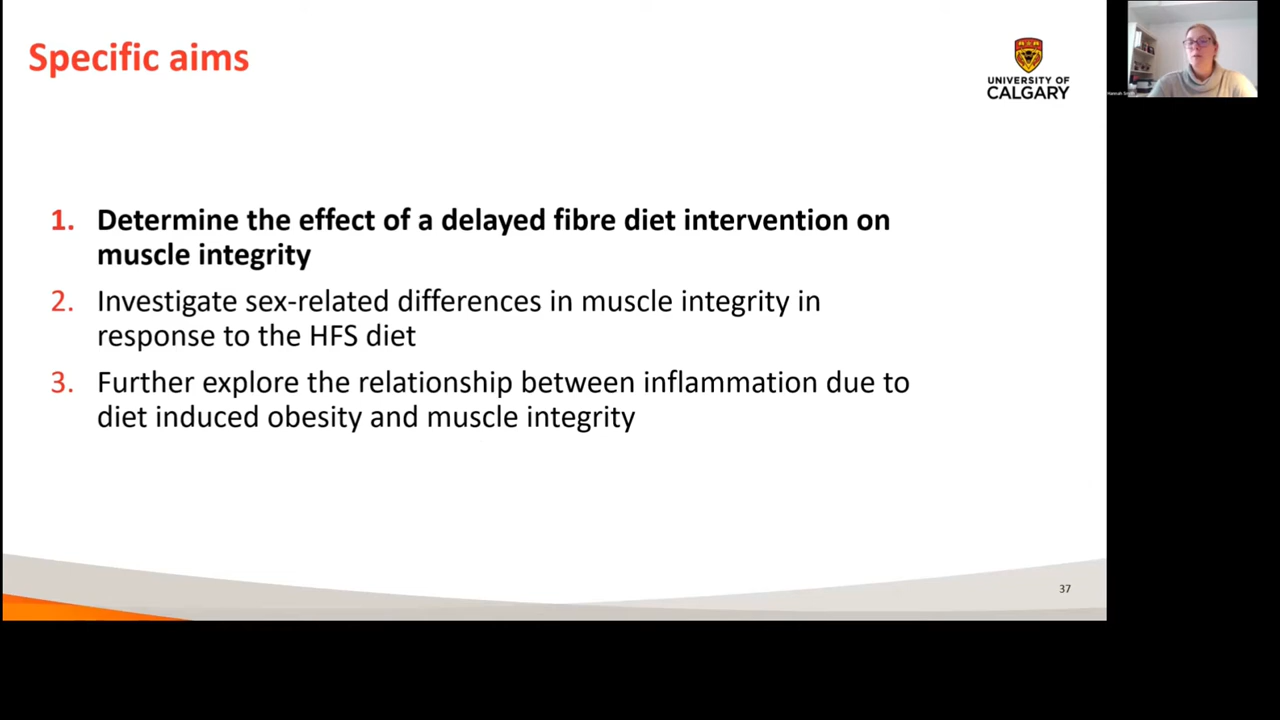 Specific aims
UNIVERSITY OF
CALGARY
1. Determine the effect of a delayed fibre diet intervention on
muscle integrity
2. Investigate sex-related differences in muscle integrity in
response to the HFS diet
3. Further explore the relationship between inflammation due to
diet induced obesity and muscle integrity
37